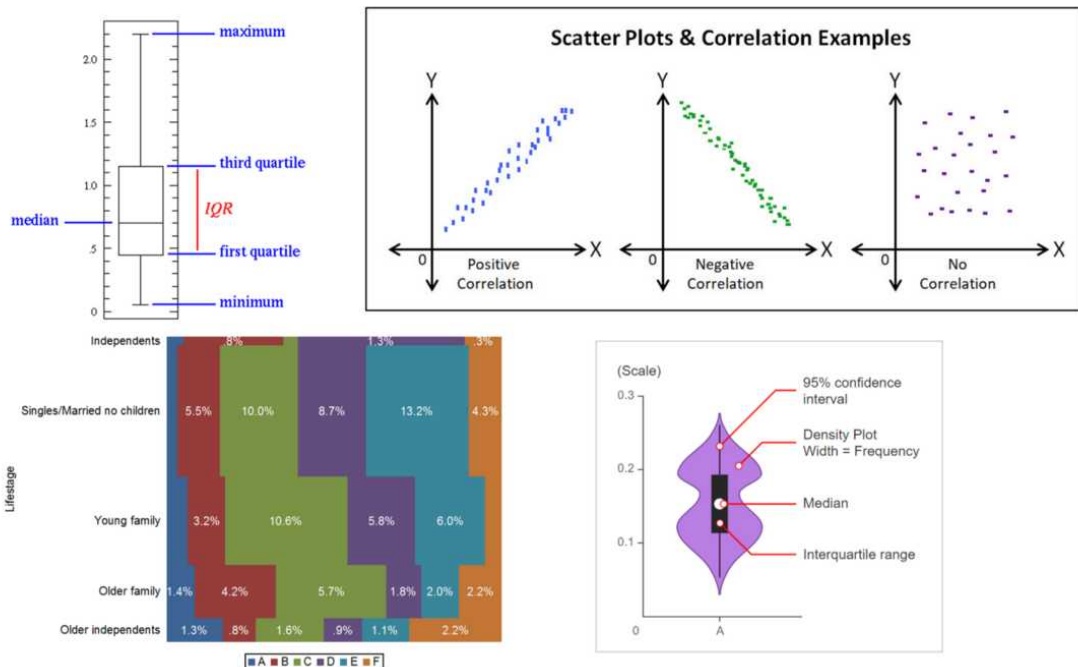 maximum
2.0
1.5
third quartile
1.0
IQR
median
.5
first quartile
minimum
0
Scatter Plots & Correlation Examples
Y
Y
Y
X
X
X
0
0
0
Positive
Correlation
Negative
Correlation
No
Correlation
Lifestage
Independents
.8%
1.3%
.3%
Singles/Married no children
5.5%
10.0%
8.7%
13.2%
4.3%
Young family
3.2%
10.6%
5.8%
6.0%
Older family
1.4%
4.2%
5.7%
1.8%
2.0%
2.2%
Older independents
1.3%
.8%
1.6%
.9%
1.1%
2.2%
A B C D E F
(Scale)
0.3
0.2
0.1
0
A
95% confidence
interval
Density Plot
Width = Frequency
Median
Interquartile range